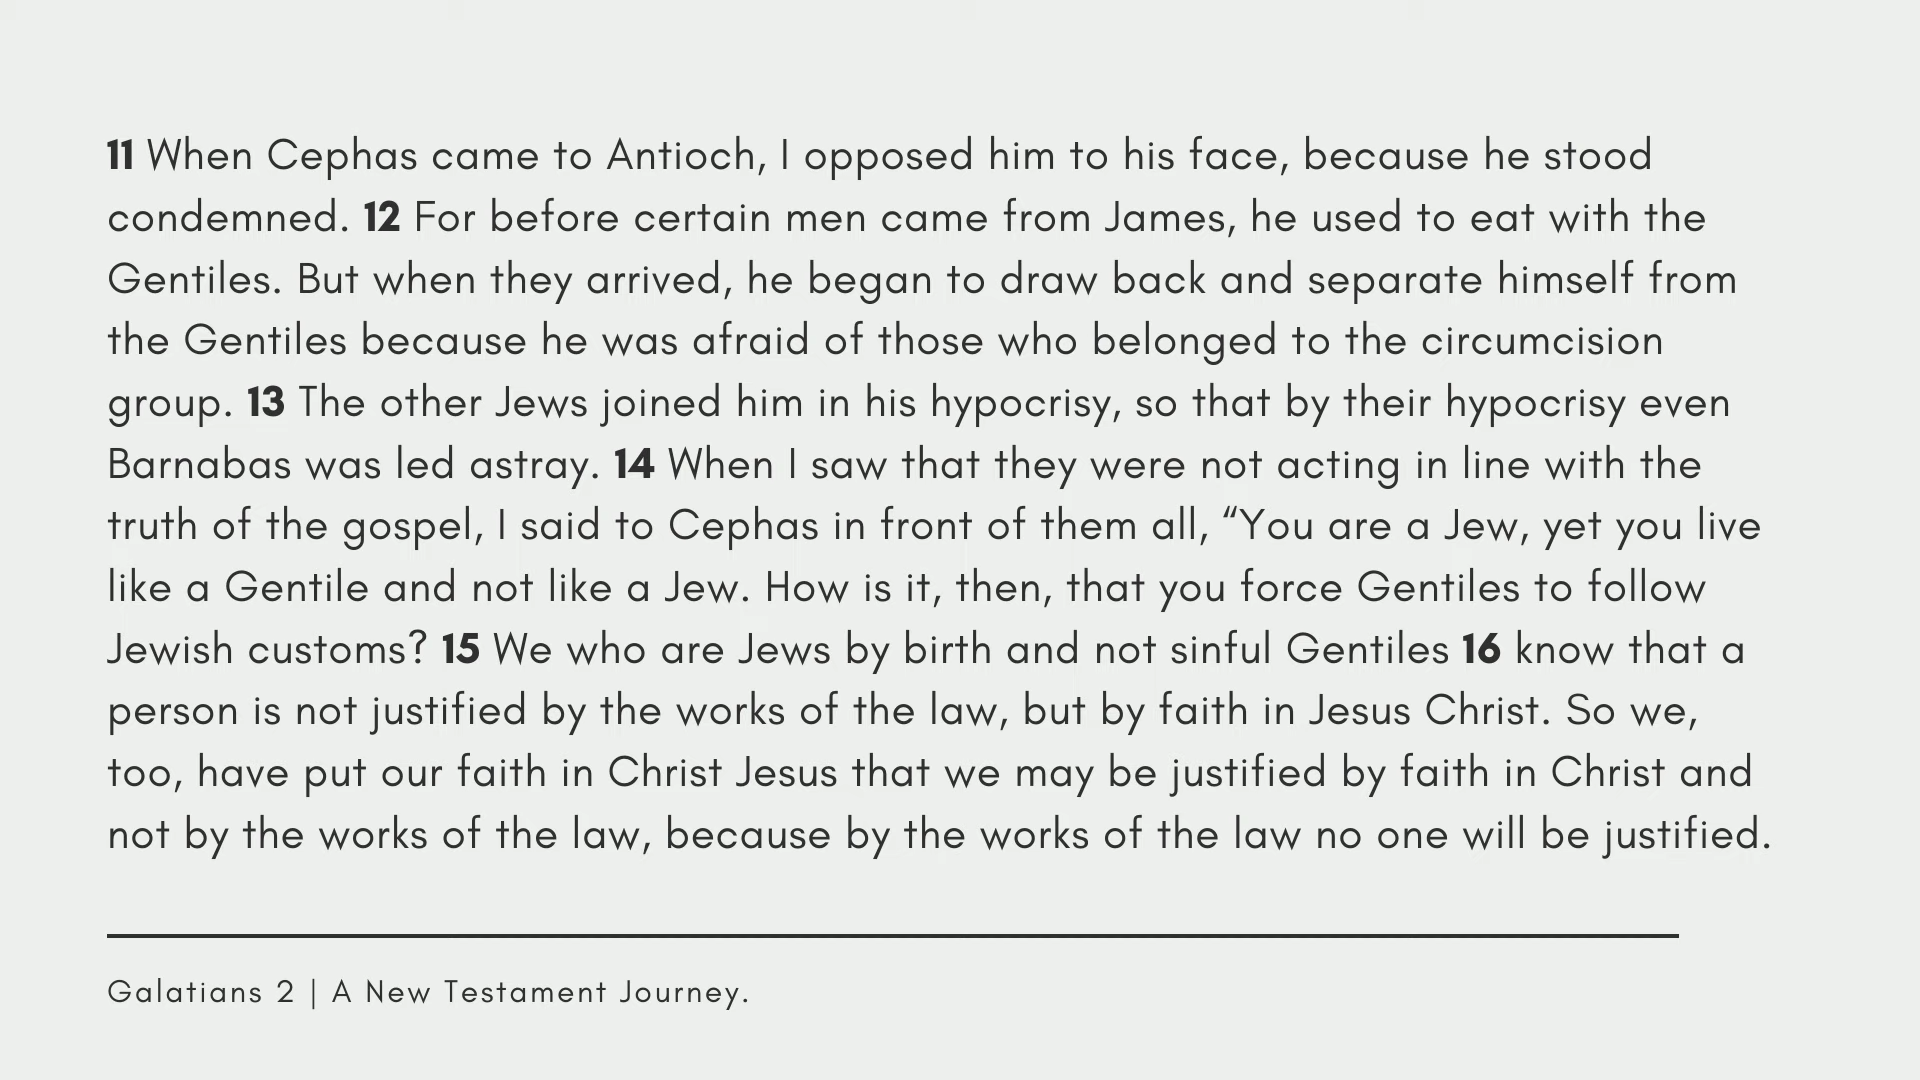 11 When Cephas came to Antioch, I opposed him to his face, because he stood
condemned. 12 For before certain men came from James, he used to eat with the
Gentiles. But when they arrived, he began to draw back and separate himself from
the Gentiles because he was afraid of those who belonged to the circumcision
group. 13 The other Jews joined him in his hypocrisy, so that by their hypocrisy even
Barnabas was led astray. 14 When I saw that they were not acting in line with the
truth of the gospel, I said to Cephas in front of them all, “You are a Jew, yet you live
like a Gentile and not like a Jew. How is it, then, that you force Gentiles to follow
Jewish customs? 15 We who are Jews by birth and not sinful Gentiles 16 know that a
person is not justified by the works of the law, but by faith in Jesus Christ. So we,
too, have put our faith in Christ Jesus that we may be justified by faith in Christ and
not by the works of the law, because by the works of the law no one will be justified.
Galatians 2 | A New Testament Journey.